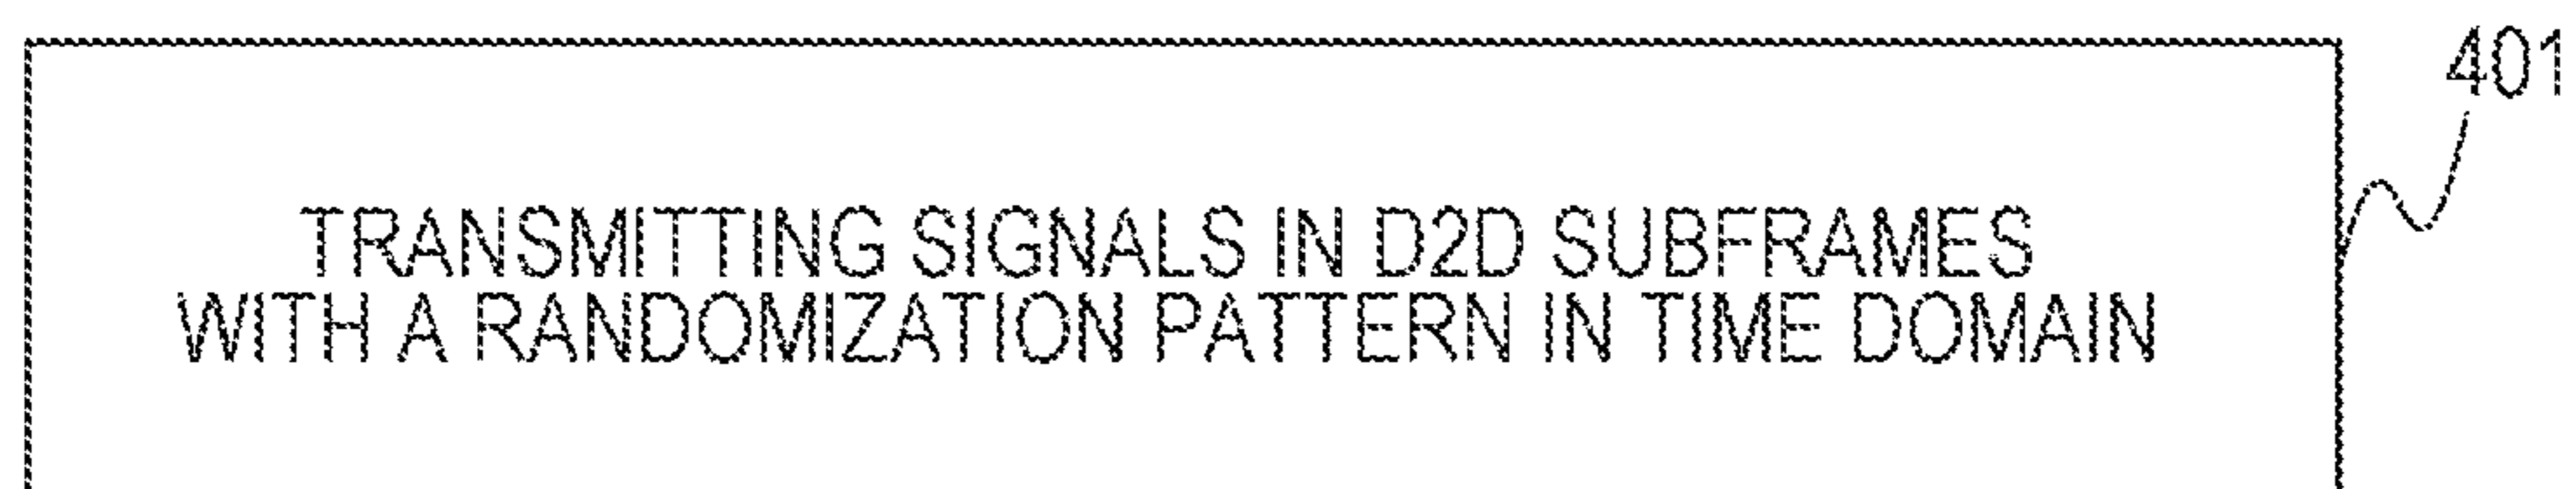 401
TRANSMITTING SIGNALS IN D2D SUBFRAMES
WITH A RANDOMIZATION PATTERN IN TIME DOMAIN